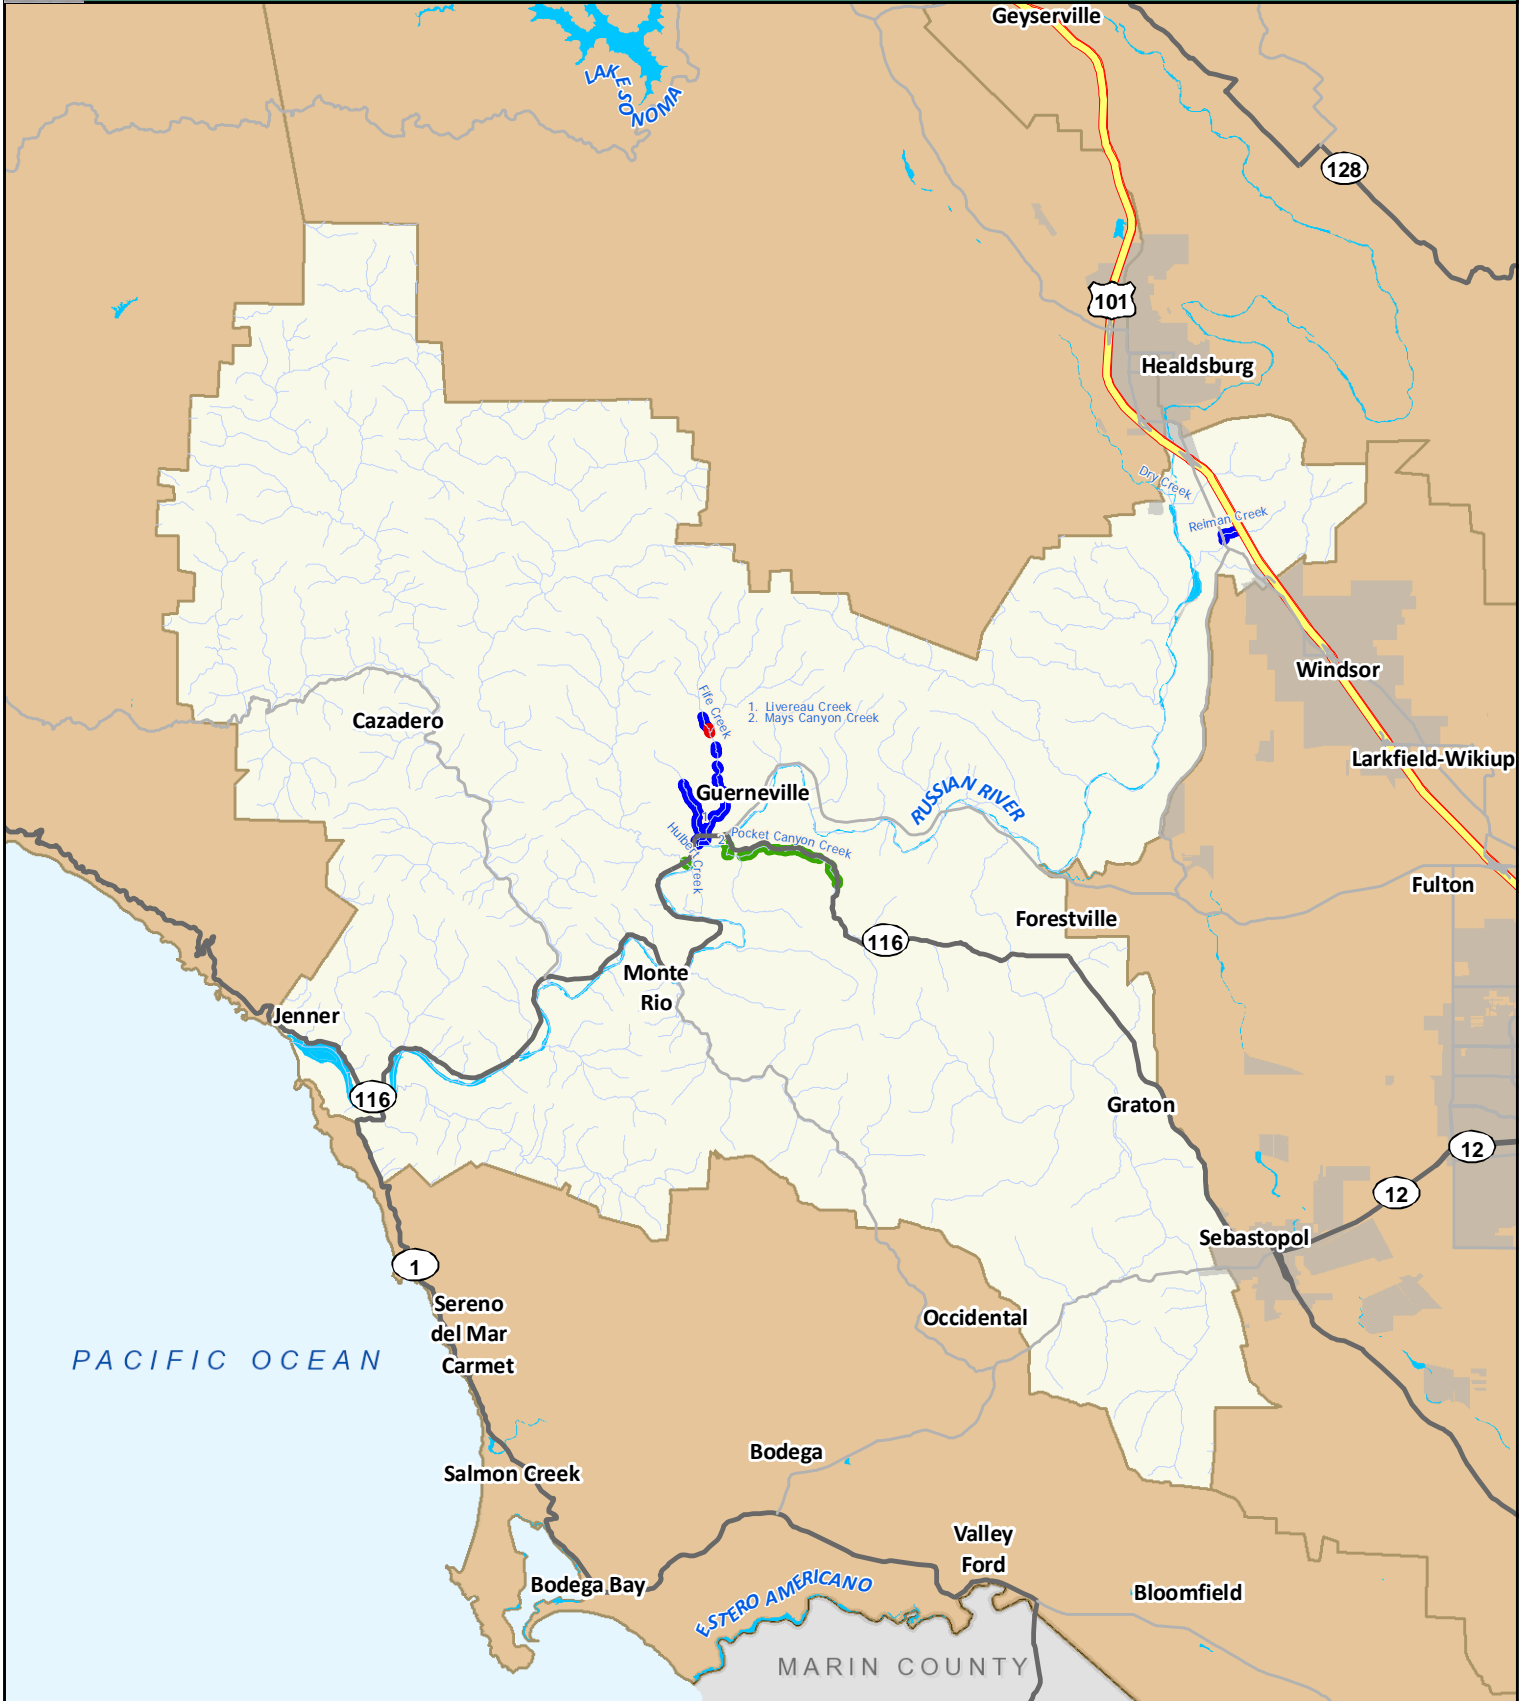 Geyserville
LAKE SONOMA
128
101
Healdsburg
Dry Creek
Reiman Creek
Windsor
Fife Creek
1. Livereau Creek
2. Mays Canyon Creek
Cazadero
Larkfield-Wikiup
Guerneville
RUSSIAN RIVER
1
2
Pocket Canyon Creek
Hulbert Creek
Fulton
Forestville
116
Monte
Rio
Jenner
116
Graton
12
12
Sebastopol
1
Sereno
del Mar
Occidental
PACIFIC OCEAN
Carmet
Bodega
Salmon Creek
Valley
Ford
Bodega Bay
ESTERO AMERICANO
Bloomfield
MARIN COUNTY